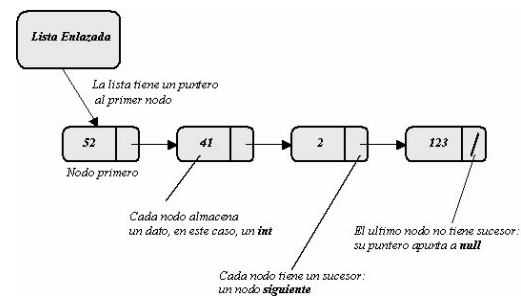 Lista Enlazada
La lista tiene un puntero
al primer nodo
52
41
2
123
Nodo primero
Cada nodo almacena
un dato, en este caso, un int
El ultimo nodo no tiene sucesor:
su puntero apunta a null
Cada nodo tiene un sucesor:
un nodo siguiente